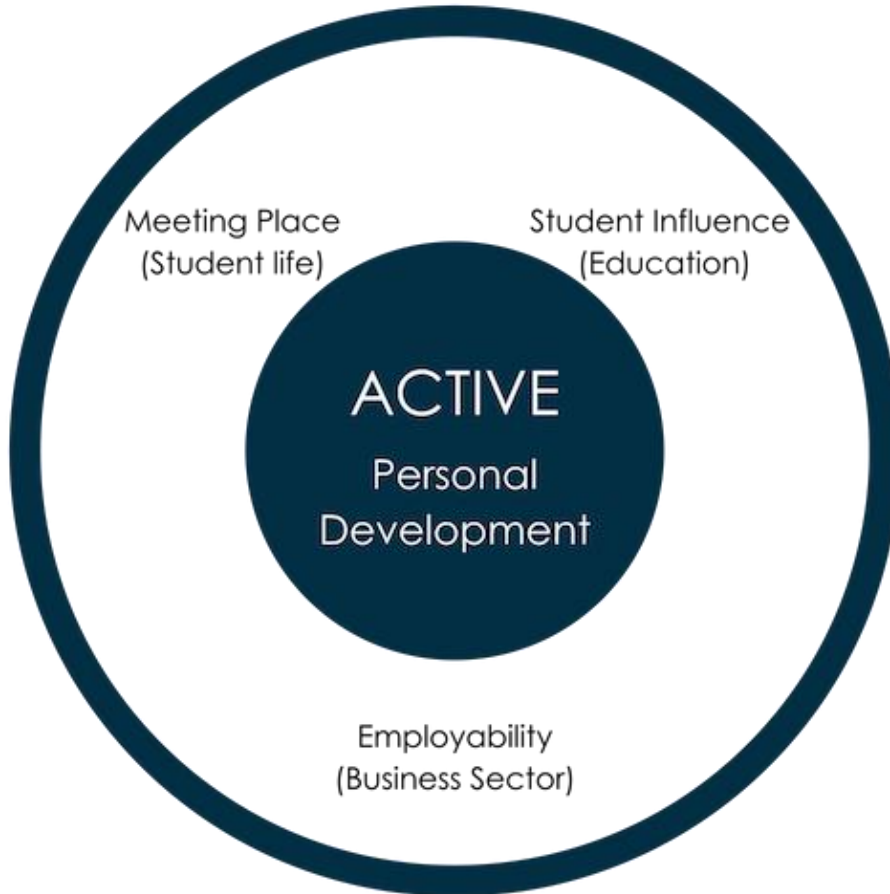 Meeting Place
(Student life)
Student Influence
(Education)
ACTIVE
Personal
Development
Employability
(Business Sector)